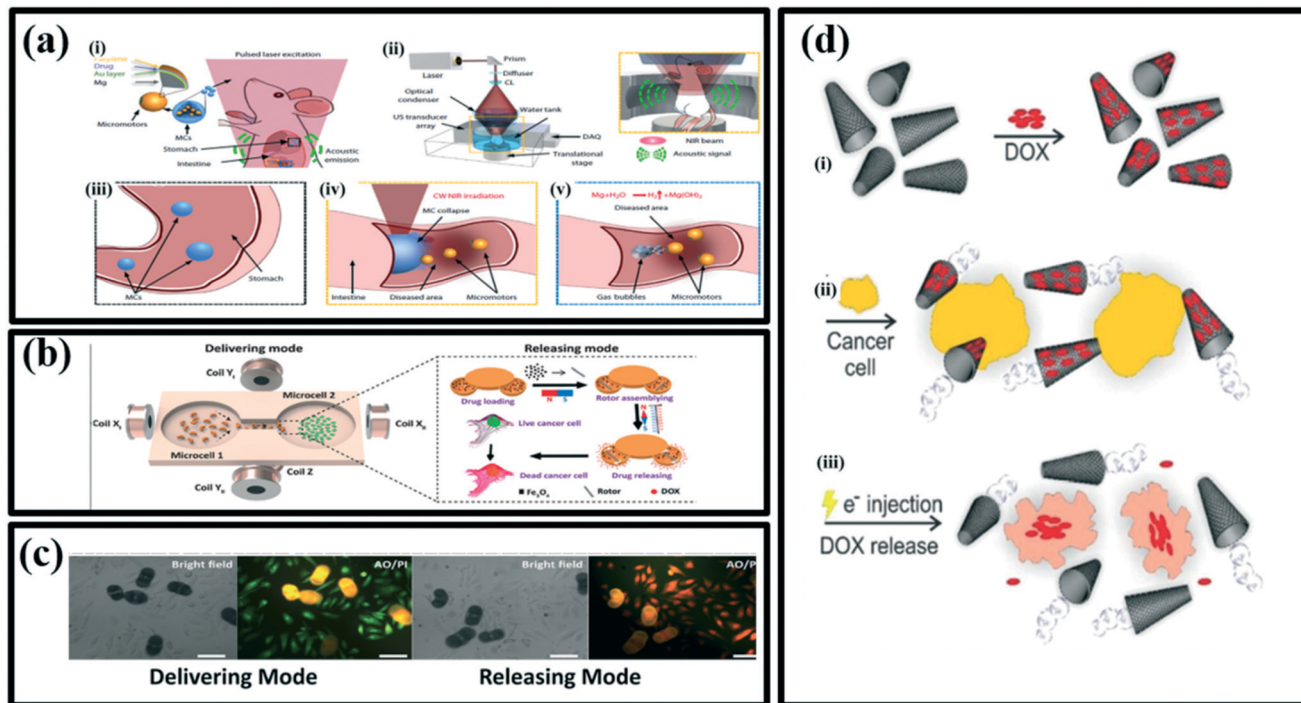 (a)
(i)
Pulsed laser excitation
Drug
Au layer
Mg
Micromotors
MCs
Stomach
Intestine
Acoustic
emission
(ii)
Laser
Prism
Diffuser
CL
Optical
condenser
Water tank
US transducer
array
DAQ
Translational
stage
NIR beam
Acoustic signal
(iii)
MCs
Stomach
(iv)
CW NIR irradiation
MC collapse
Intestine
Diseased area
Micromotors
(v)
Mg+H2O → H2↑+Mg(OH)2
Diseased area
Gas bubbles
Micromotors
(b)
Delivering mode
Coil YI
Microcell 2
Coil XI
Coil XII
Microcell 1
Coil Z
Coil YII
Releasing mode
Drug loading
N S
Rotor assemblying
Live cancer cell
N
S
Dead cancer cell
Drug releasing
Fe3O4
Rotor
DOX
(c)
Bright field
AO/PI
Bright field
AO/P
Delivering Mode
Releasing Mode
(d)
(i)
DOX
(ii)
Cancer
cell
(iii)
e- injection
DOX release